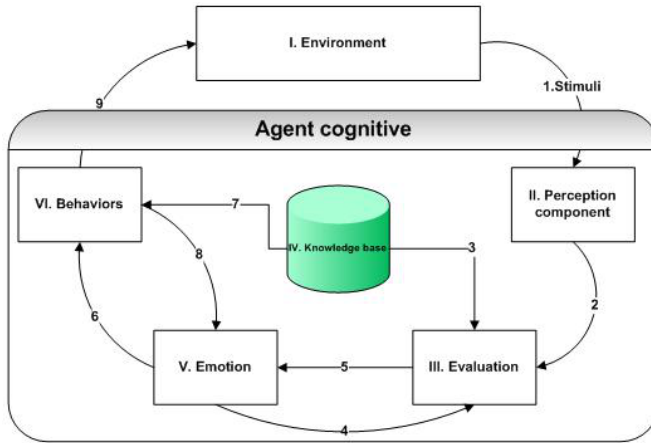 I. Environment
1.Stimuli
9
Agent cognitive
VI. Behaviors
7
IV. Knowledge base
3
II. Perception
component
8
2
6
V. Emotion
5
III. Evaluation
4